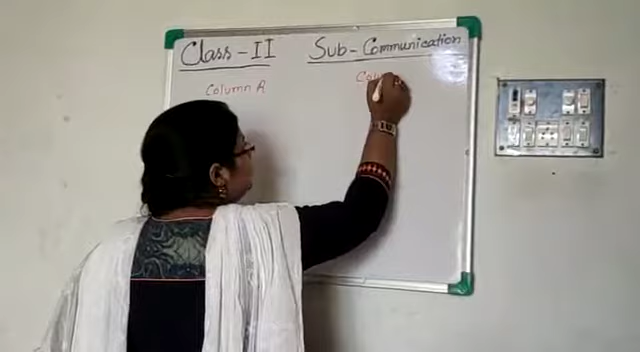 Class - II
Sub - Communication
Column A